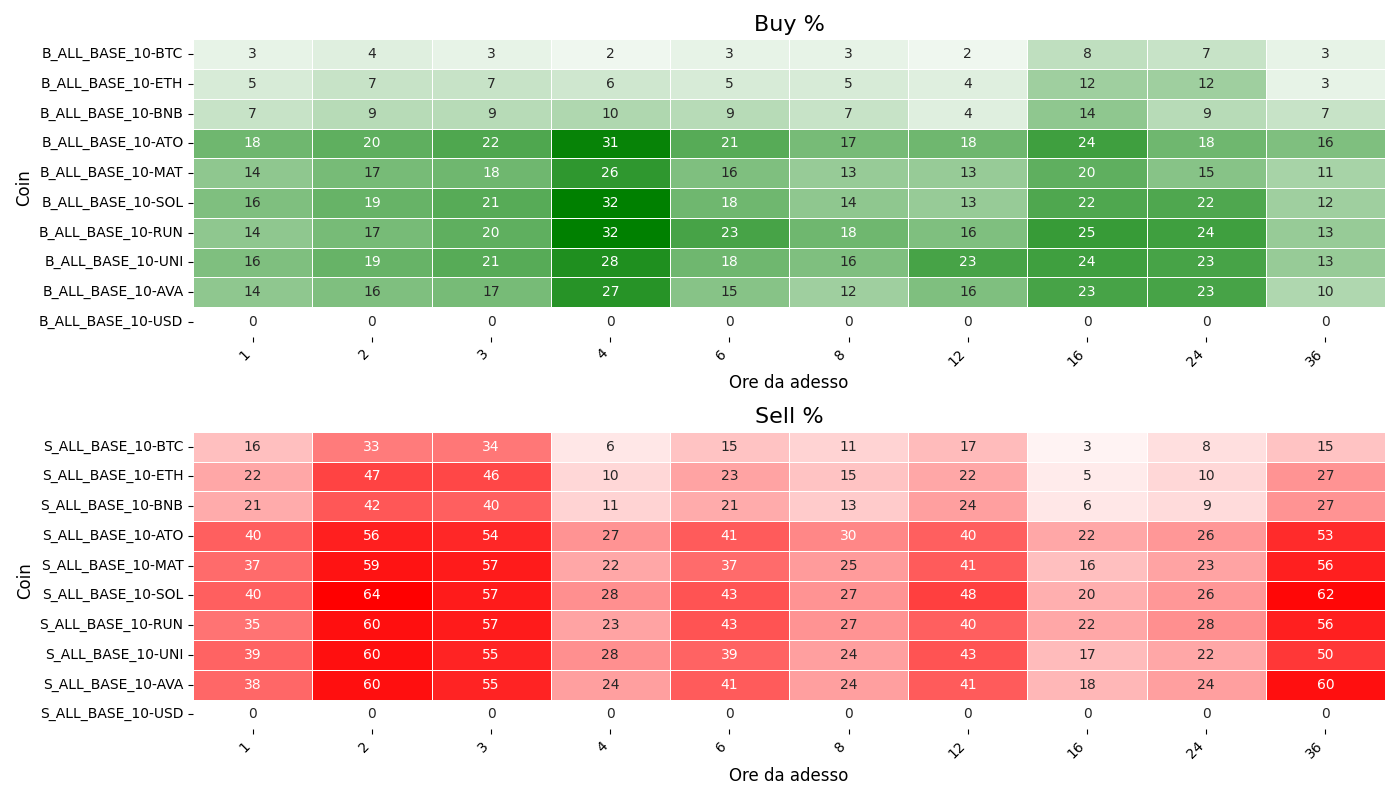 Buy %
Coin
B_ALL_BASE_10-BTC 3 4 3 2 3 3 2 8 7 3
B_ALL_BASE_10-ETH 5 7 7 6 5 5 4 12 12 3
B_ALL_BASE_10-BNB 7 9 9 10 9 7 4 14 9 7
B_ALL_BASE_10-ATO 18 20 22 31 21 17 18 24 18 16
B_ALL_BASE_10-MAT 14 17 18 26 16 13 13 20 15 11
B_ALL_BASE_10-SOL 16 19 21 32 18 14 13 22 22 12
B_ALL_BASE_10-RUN 14 17 20 32 23 18 16 25 24 13
B_ALL_BASE_10-UNI 16 19 21 28 18 16 23 24 23 13
B_ALL_BASE_10-AVA 14 16 17 27 15 12 16 23 23 10
B_ALL_BASE_10-USD 0 0 0 0 0 0 0 0 0 0
1 2 3 4 6 8 12 16 24 36
Ore da adesso
Sell %
Coin
S_ALL_BASE_10-BTC 16 33 34 6 15 11 17 3 8 15
S_ALL_BASE_10-ETH 22 47 46 10 23 15 22 5 10 27
S_ALL_BASE_10-BNB 21 42 40 11 21 13 24 6 9 27
S_ALL_BASE_10-ATO 40 56 54 27 41 30 40 22 26 53
S_ALL_BASE_10-MAT 37 59 57 22 37 25 41 16 23 56
S_ALL_BASE_10-SOL 40 64 57 28 43 27 48 20 26 62
S_ALL_BASE_10-RUN 35 60 57 23 43 27 40 22 28 56
S_ALL_BASE_10-UNI 39 60 55 28 39 24 43 17 22 50
S_ALL_BASE_10-AVA 38 60 55 24 41 24 41 18 24 60
S_ALL_BASE_10-USD 0 0 0 0 0 0 0 0 0 0
1 2 3 4 6 8 12 16 24 36
Ore da adesso